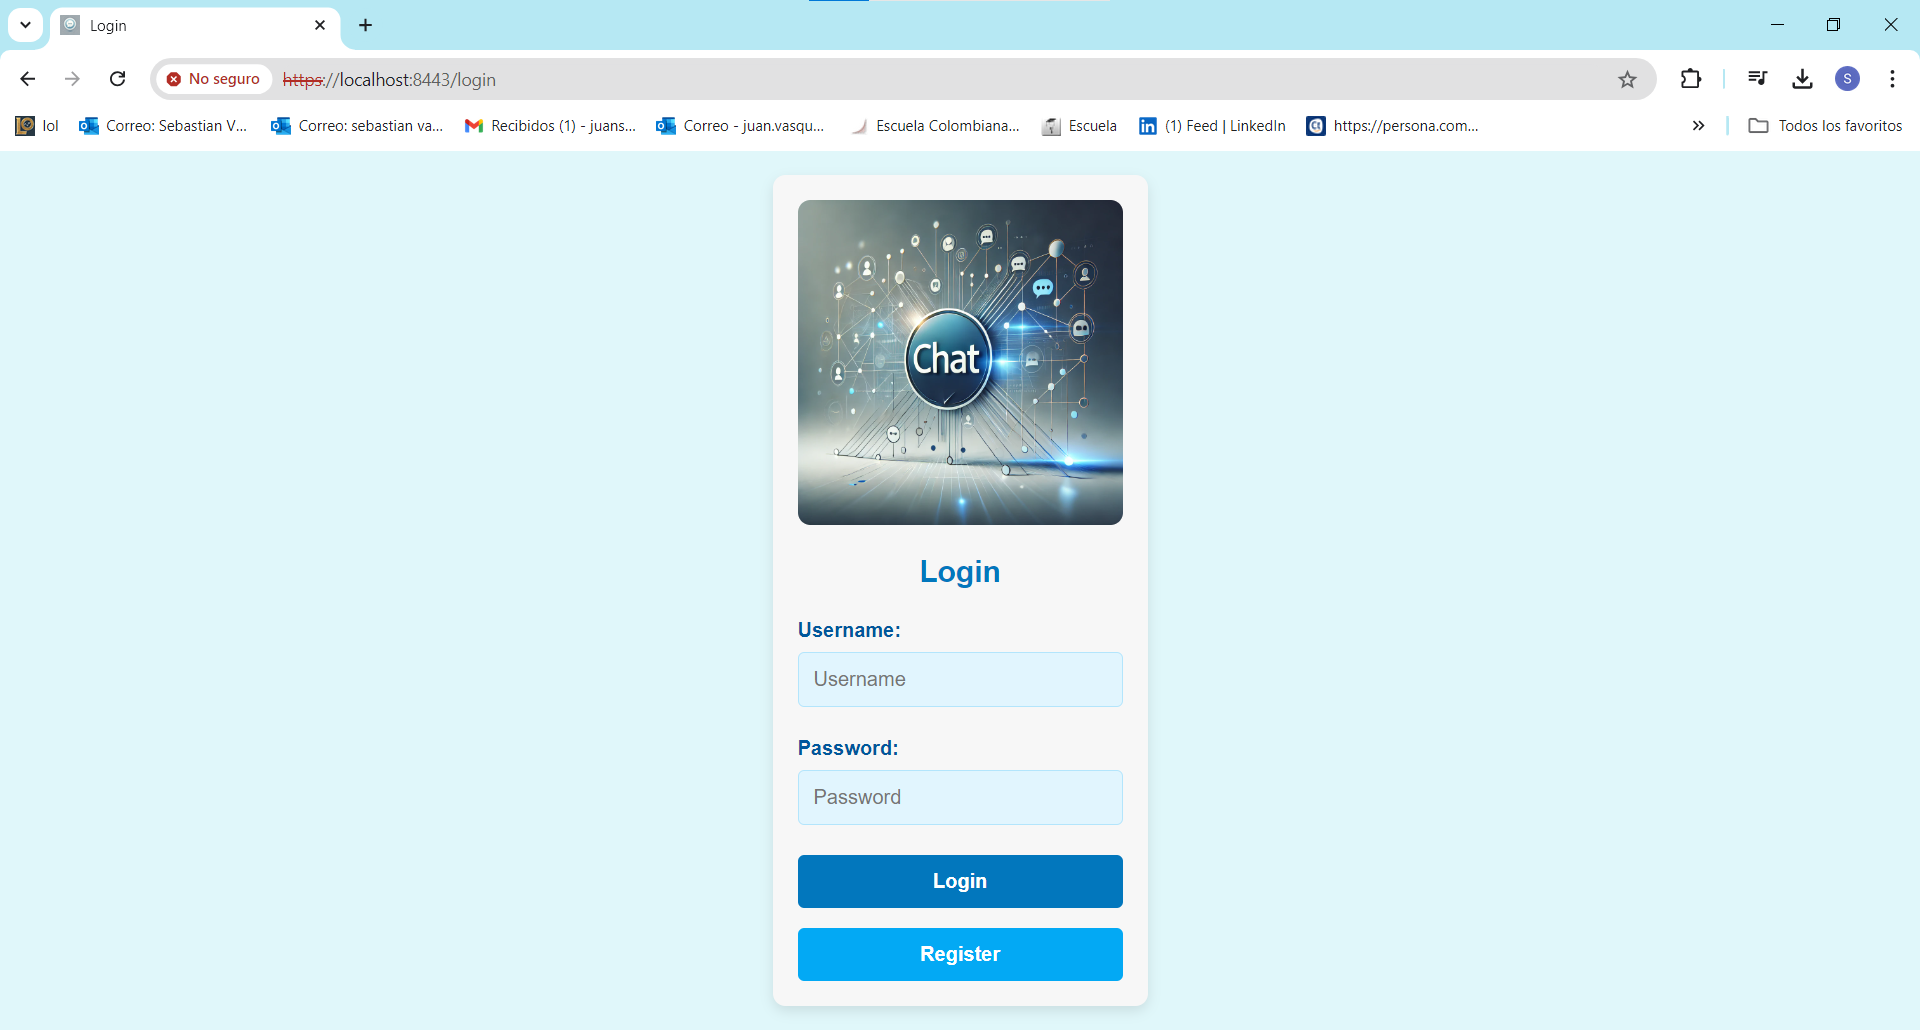 Login
No seguro
https://localhost:8443/login
S
lol
Correo: Sebastian V...
Correo: sebastian va...
Recibidos (1) - juans...
Correo - juan.vasqu...
Escuela Colombiana...
Escuela
(1) Feed | LinkedIn
https://persona.com...
Todos los favoritos
Chat
Login
Username:
Username
Password:
Password
Login
Register